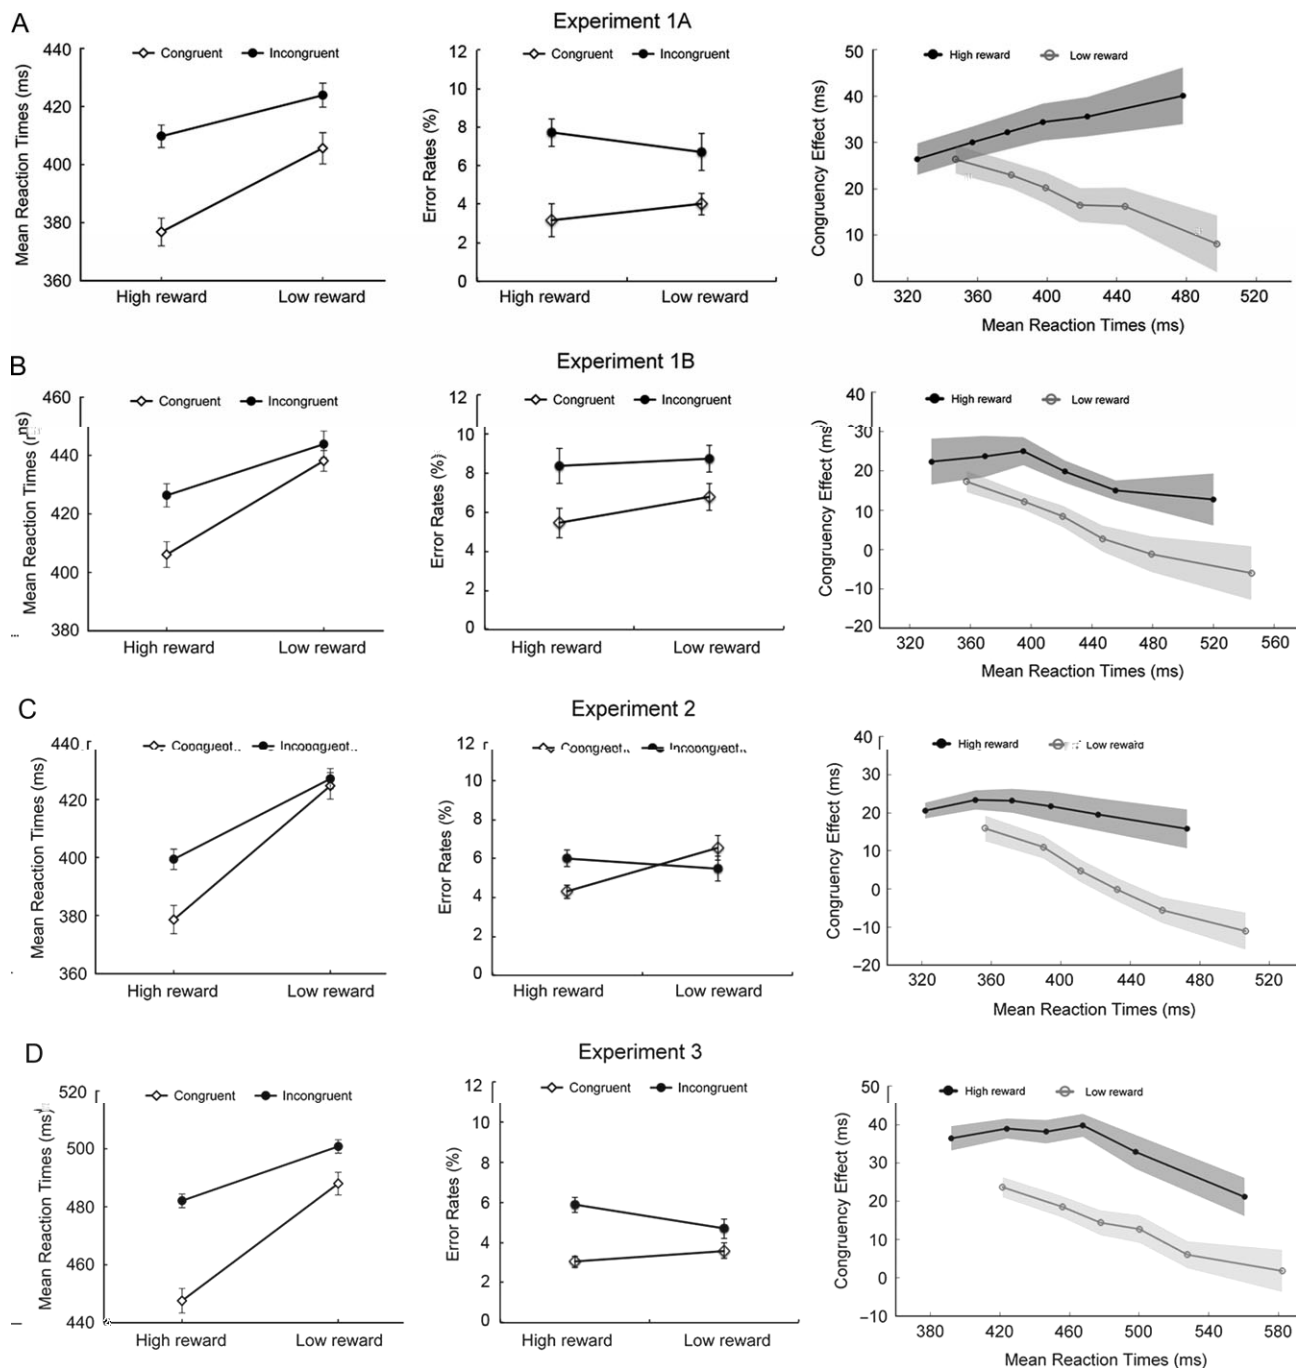 A
Experiment 1A
Mean Reaction Times (ms)
440
420
400
380
360
Congruent
Incongruent
High reward
Low reward
Error Rates (%)
12
10
8
6
4
2
0
Congruent
Incongruent
High reward
Low reward
Congruency Effect (ms)
50
40
30
20
10
0
High reward
Low reward
320
360
400
440
480
520
Mean Reaction Times (ms)
B
Experiment 1B
Mean Reaction Times (ms)
460
440
420
400
380
Congruent
Incongruent
High reward
Low reward
Error Rates (%)
12
10
8
6
4
2
0
Congruent
Incongruent
High reward
Low reward
Congruency Effect (ms)
40
30
20
10
0
−10
−20
High reward
Low reward
320
360
400
440
480
520
560
Mean Reaction Times (ms)
C
Experiment 2
Mean Reaction Times (ms)
440
420
400
380
360
Congruent
Incongruent
High reward
Low reward
Error Rates (%)
12
10
8
6
4
2
0
Congruent
Incongruent
High reward
Low reward
Congruency Effect (ms)
40
30
20
10
0
−10
−20
High reward
Low reward
320
360
400
440
480
520
Mean Reaction Times (ms)
D
Experiment 3
Mean Reaction Times (ms)
520
500
480
460
440
Congruent
Incongruent
High reward
Low reward
Error Rates (%)
12
10
8
6
4
2
0
Congruent
Incongruent
High reward
Low reward
Congruency Effect (ms)
50
40
30
20
10
0
−10
High reward
Low reward
380
420
460
500
540
580
Mean Reaction Times (ms)